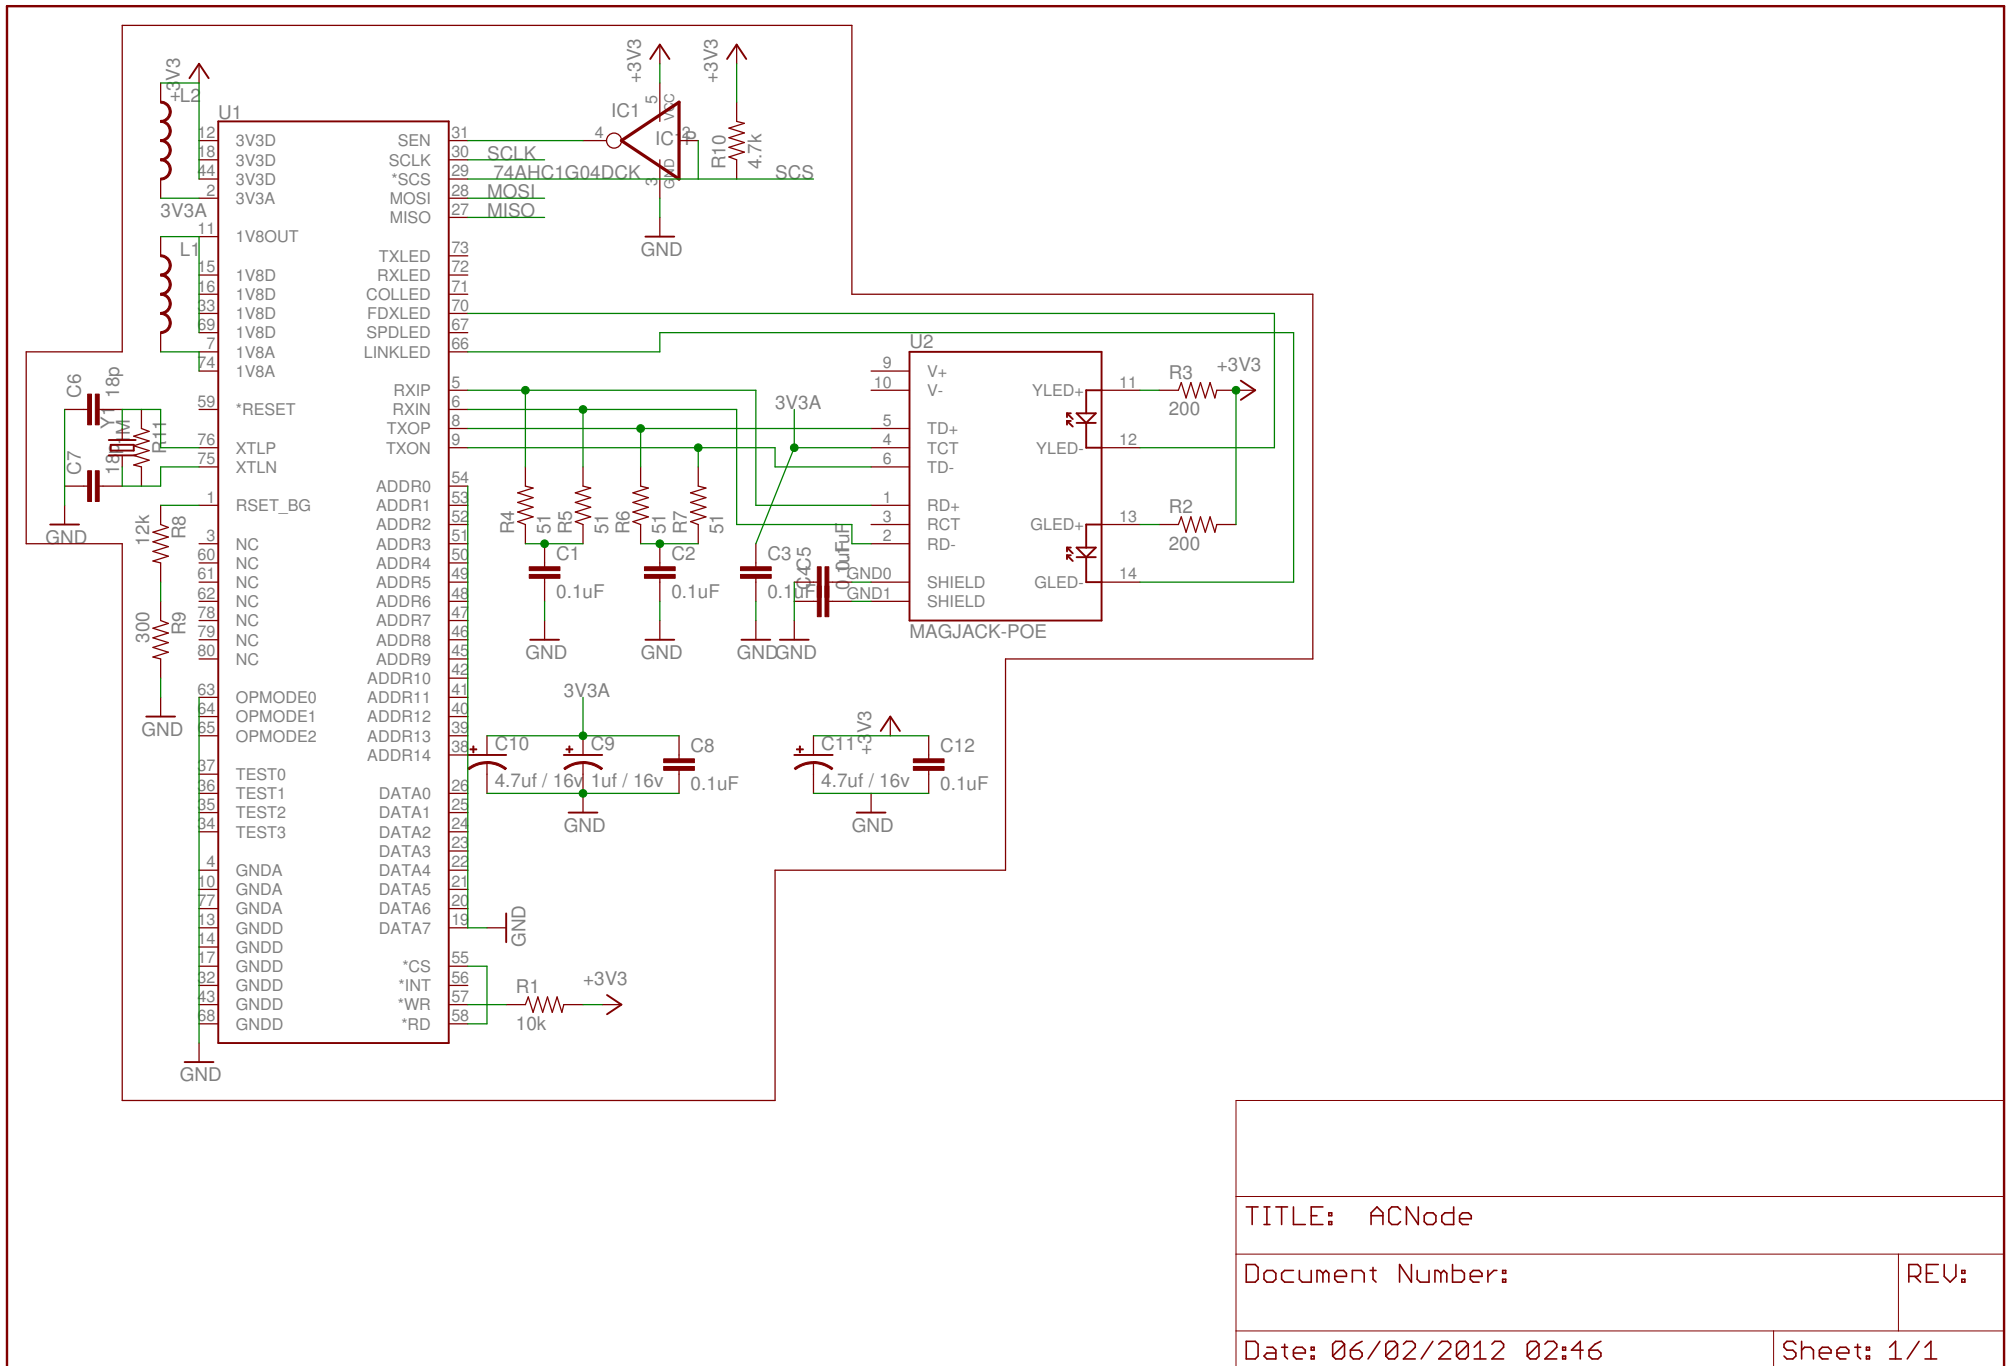 +3V3
+L2
U1
12 3V3D
18 3V3D
44 3V3D
2 3V3A
3V3A
11 1V8OUT
L1
15 1V8D
16 1V8D
33 1V8D
69 1V8D
7 1V8A
74 1V8A
59 *RESET
76 XTLP
75 XTLN
1 RSET_BG
3 NC
60 NC
61 NC
62 NC
78 NC
79 NC
80 NC
63 OPMODE0
64 OPMODE1
65 OPMODE2
37 TEST0
36 TEST1
35 TEST2
34 TEST3
4 GNDA
10 GNDA
77 GNDA
13 GNDD
14 GNDD
17 GNDD
32 GNDD
43 GNDD
68 GNDD
GND
C6 18p
Y1
R11
C7
GND
12k R8
300 R9
GND
SEN 31
SCLK 30 SCLK
*SCS 29
MOSI 28 MOSI
MISO 27 MISO
TXLED 73
RXLED 72
COLLED 71
FDXLED 70
SPDLED 67
LINKLED 66
RXIP 5
RXIN 6
TXOP 8
TXON 9
ADDR0 54
ADDR1 53
ADDR2 52
ADDR3 51
ADDR4 50
ADDR5 49
ADDR6 48
ADDR7 47
ADDR8 46
ADDR9 45
ADDR10 42
ADDR11 41
ADDR12 40
ADDR13 39
ADDR14 38
DATA0 26
DATA1 25
DATA2 24
DATA3 23
DATA4 22
DATA5 21
DATA6 20
DATA7 19
GND
*CS 55
*INT 56
*WR 57
*RD 58
R1
10k
+3V3
+3V3
IC1
5 VCC
4
3 GND
74AHC1G04DCK
GND
+3V3
R10
4.7k
SCS
R4 51
R5 51
R6 51
R7 51
C1
0.1uF
GND
C2
0.1uF
GND
3V3A
C3
0.1uF
GND
C4
C5
GND
GND0
GND1
U2
9 V+
10 V-
5 TD+
4 TCT
6 TD-
1 RD+
3 RCT
2 RD-
SHIELD
SHIELD
MAGJACK-POE
YLED+ 11
YLED- 12
GLED+ 13
GLED- 14
R3
200
+3V3
R2
200
3V3A
C10
4.7uf / 16v
C9
1uf / 16v
C8
0.1uF
GND
+3V3
C11
4.7uf / 16v
C12
0.1uF
GND
TITLE: ACNode
Document Number:
REV:
Date: 06/02/2012 02:46
Sheet: 1/1